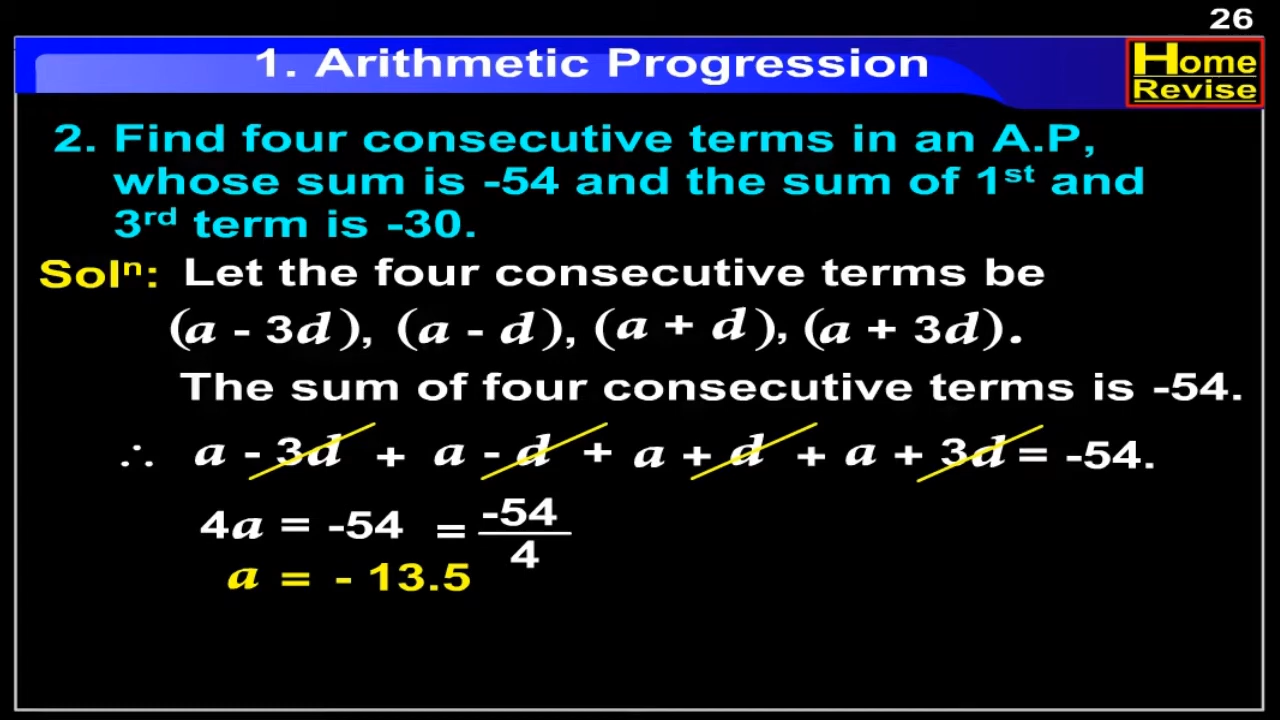 26
1. Arithmetic Progression
Home
Revise
2. Find four consecutive terms in an A.P,
whose sum is -54 and the sum of 1st and
3rd term is -30.
Solⁿ: Let the four consecutive terms be
(a - 3d), (a - d), (a + d), (a + 3d).
The sum of four consecutive terms is -54.
∴ a - 3d + a - d + a + d + a + 3d = -54.
4a = -54 = -54/4
a = - 13.5